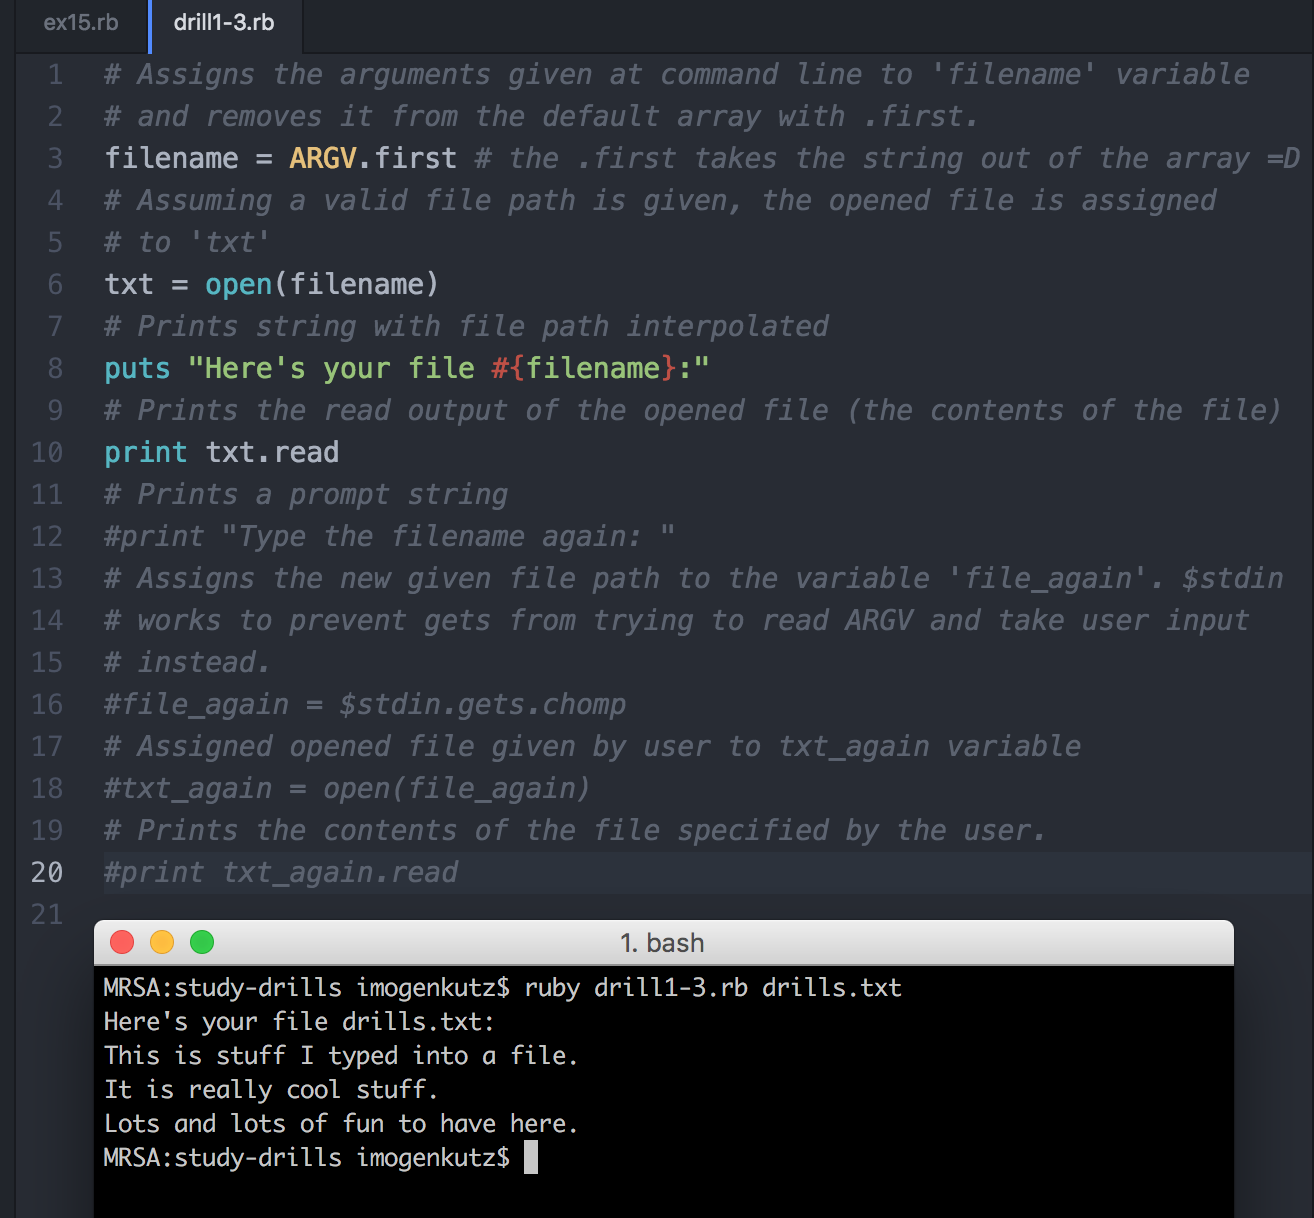 ex15.rb drill1-3.rb
1 # Assigns the arguments given at command line to 'filename' variable
2 # and removes it from the default array with .first.
3 filename = ARGV.first # the .first takes the string out of the array =D
4 # Assuming a valid file path is given, the opened file is assigned
5 # to 'txt'
6 txt = open(filename)
7 # Prints string with file path interpolated
8 puts "Here's your file #{filename}:"
9 # Prints the read output of the opened file (the contents of the file)
10 print txt.read
11 # Prints a prompt string
12 #print "Type the filename again: "
13 # Assigns the new given file path to the variable 'file_again'. $stdin
14 # works to prevent gets from trying to read ARGV and take user input
15 # instead.
16 #file_again = $stdin.gets.chomp
17 # Assigned opened file given by user to txt_again variable
18 #txt_again = open(file_again)
19 # Prints the contents of the file specified by the user.
20 #print txt_again.read
21
1. bash
MRSA:study-drills imogenkutz$ ruby drill1-3.rb drills.txt
Here's your file drills.txt:
This is stuff I typed into a file.
It is really cool stuff.
Lots and lots of fun to have here.
MRSA:study-drills imogenkutz$